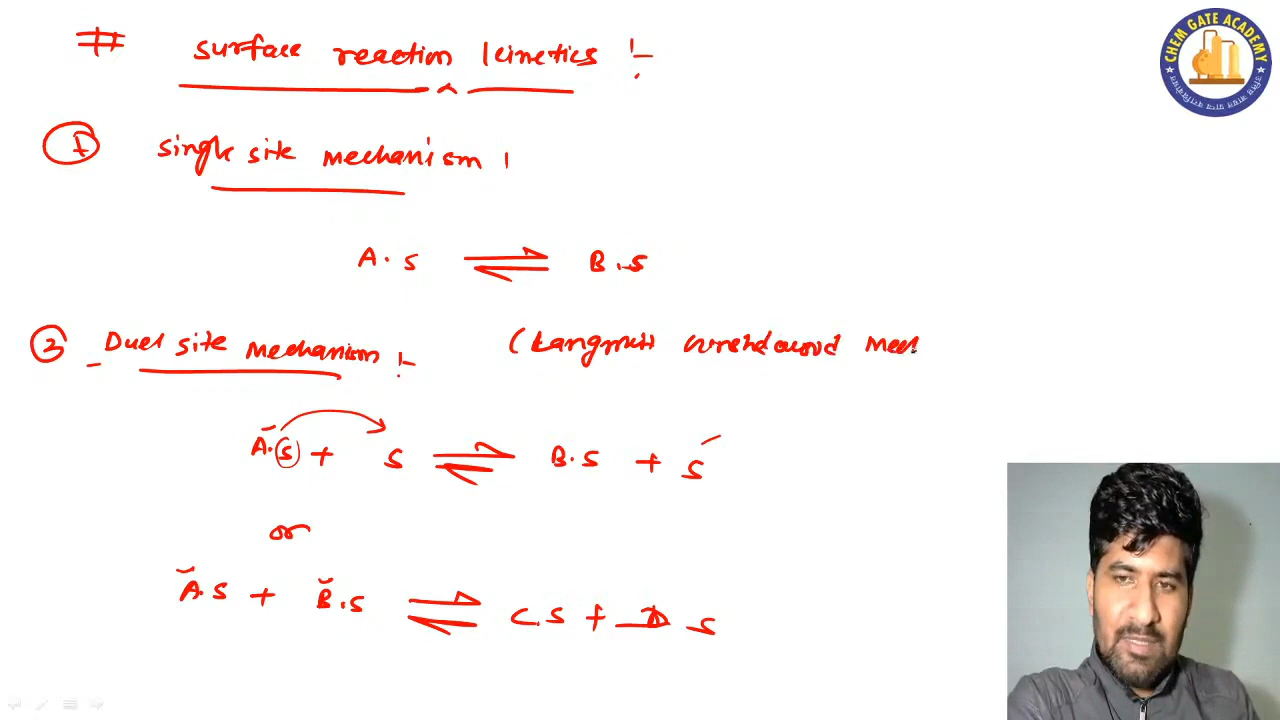 # surface reaction kinetics :-
CHEM GATE ACADEMY
① single site mechanism !
A. S ⇌ B. S
② Duel site mechanism :- (Langmuir
A. S + S ⇌ B. S + S
or
A. S + B. S ⇌ C. S + D S